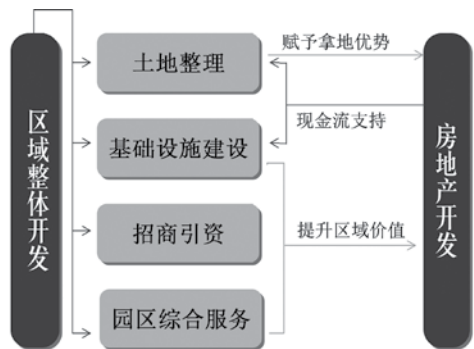 区域整体开发
土地整理
基础设施建设
招商引资
园区综合服务
赋予拿地优势
现金流支持
提升区域价值
房地产开发